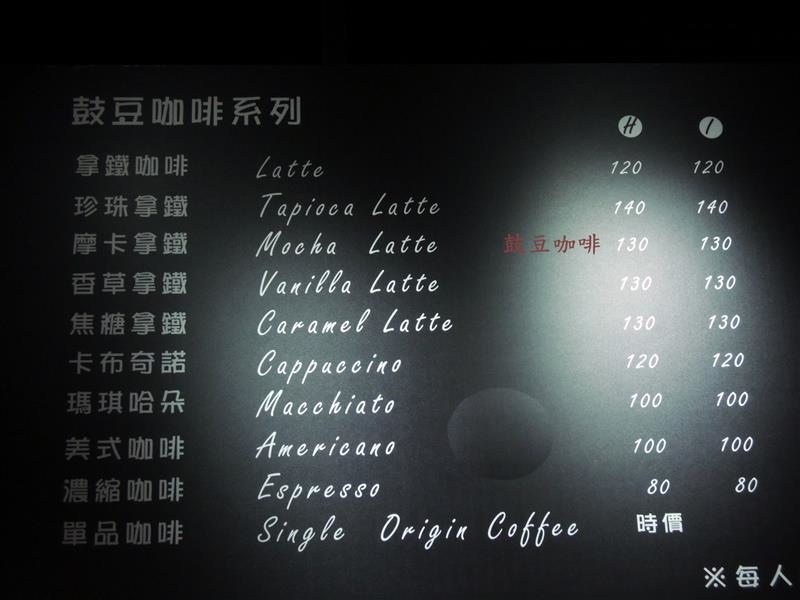 鼓豆咖啡系列 H I
拿鐵咖啡 Latte 120 120
珍珠拿鐵 Tapioca Latte 140 140
摩卡拿鐵 Mocha Latte 鼓豆咖啡 130 130
香草拿鐵 Vanilla Latte 130 130
焦糖拿鐵 Caramel Latte 130 130
卡布奇諾 Cappuccino 120 120
瑪琪哈朵 Macchiato 100 100
美式咖啡 Americano 100 100
濃縮咖啡 Espresso 80 80
單品咖啡 Single Origin Coffee 時價
※每人